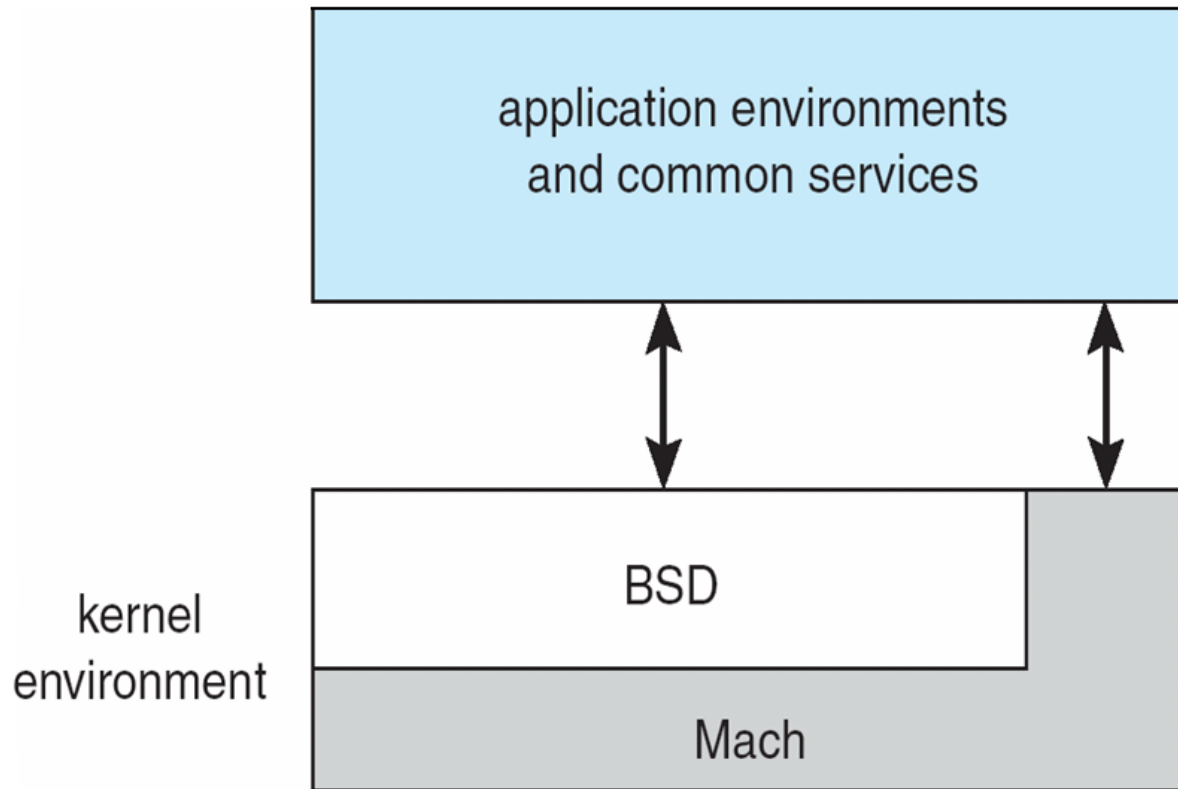 application environments
and common services
BSD
kernel
environment
Mach